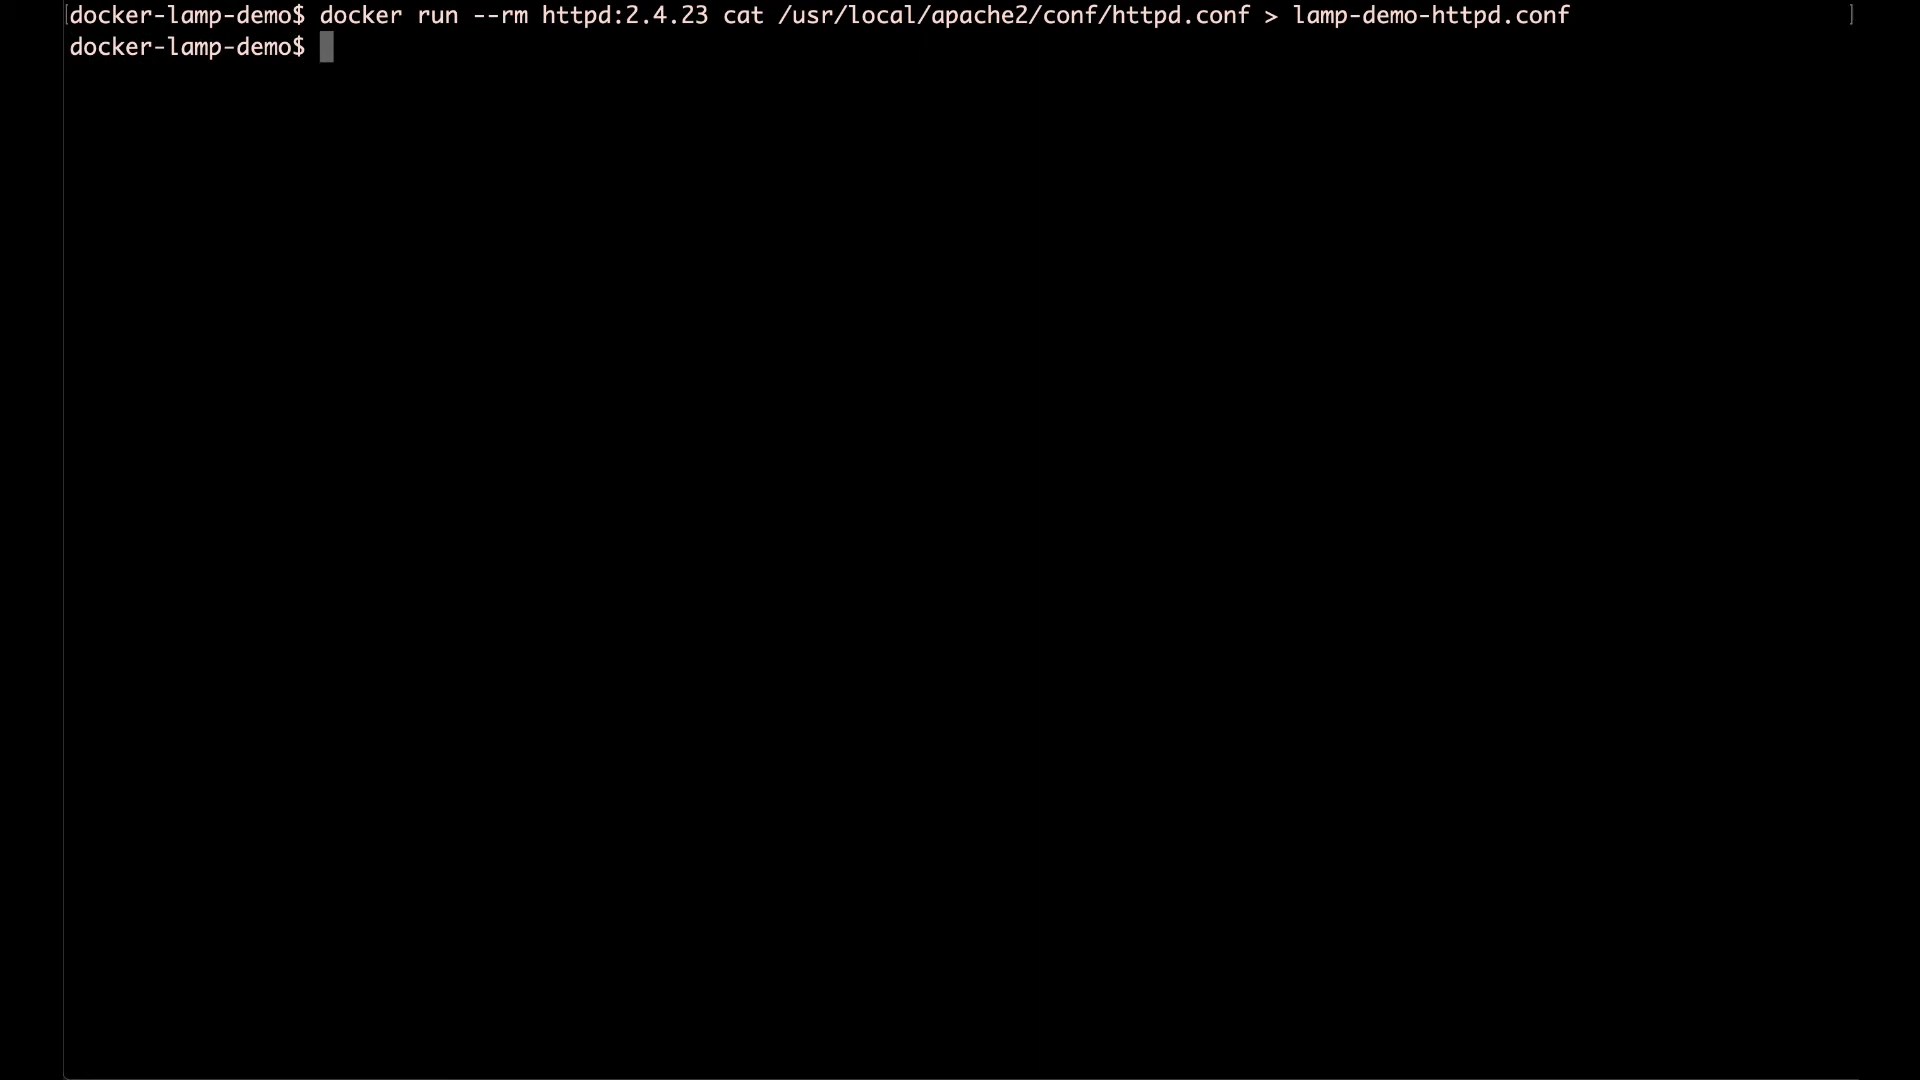 docker-lamp-demo$ docker run --rm httpd:2.4.23 cat /usr/local/apache2/conf/httpd.conf > lamp-demo-httpd.conf
docker-lamp-demo$